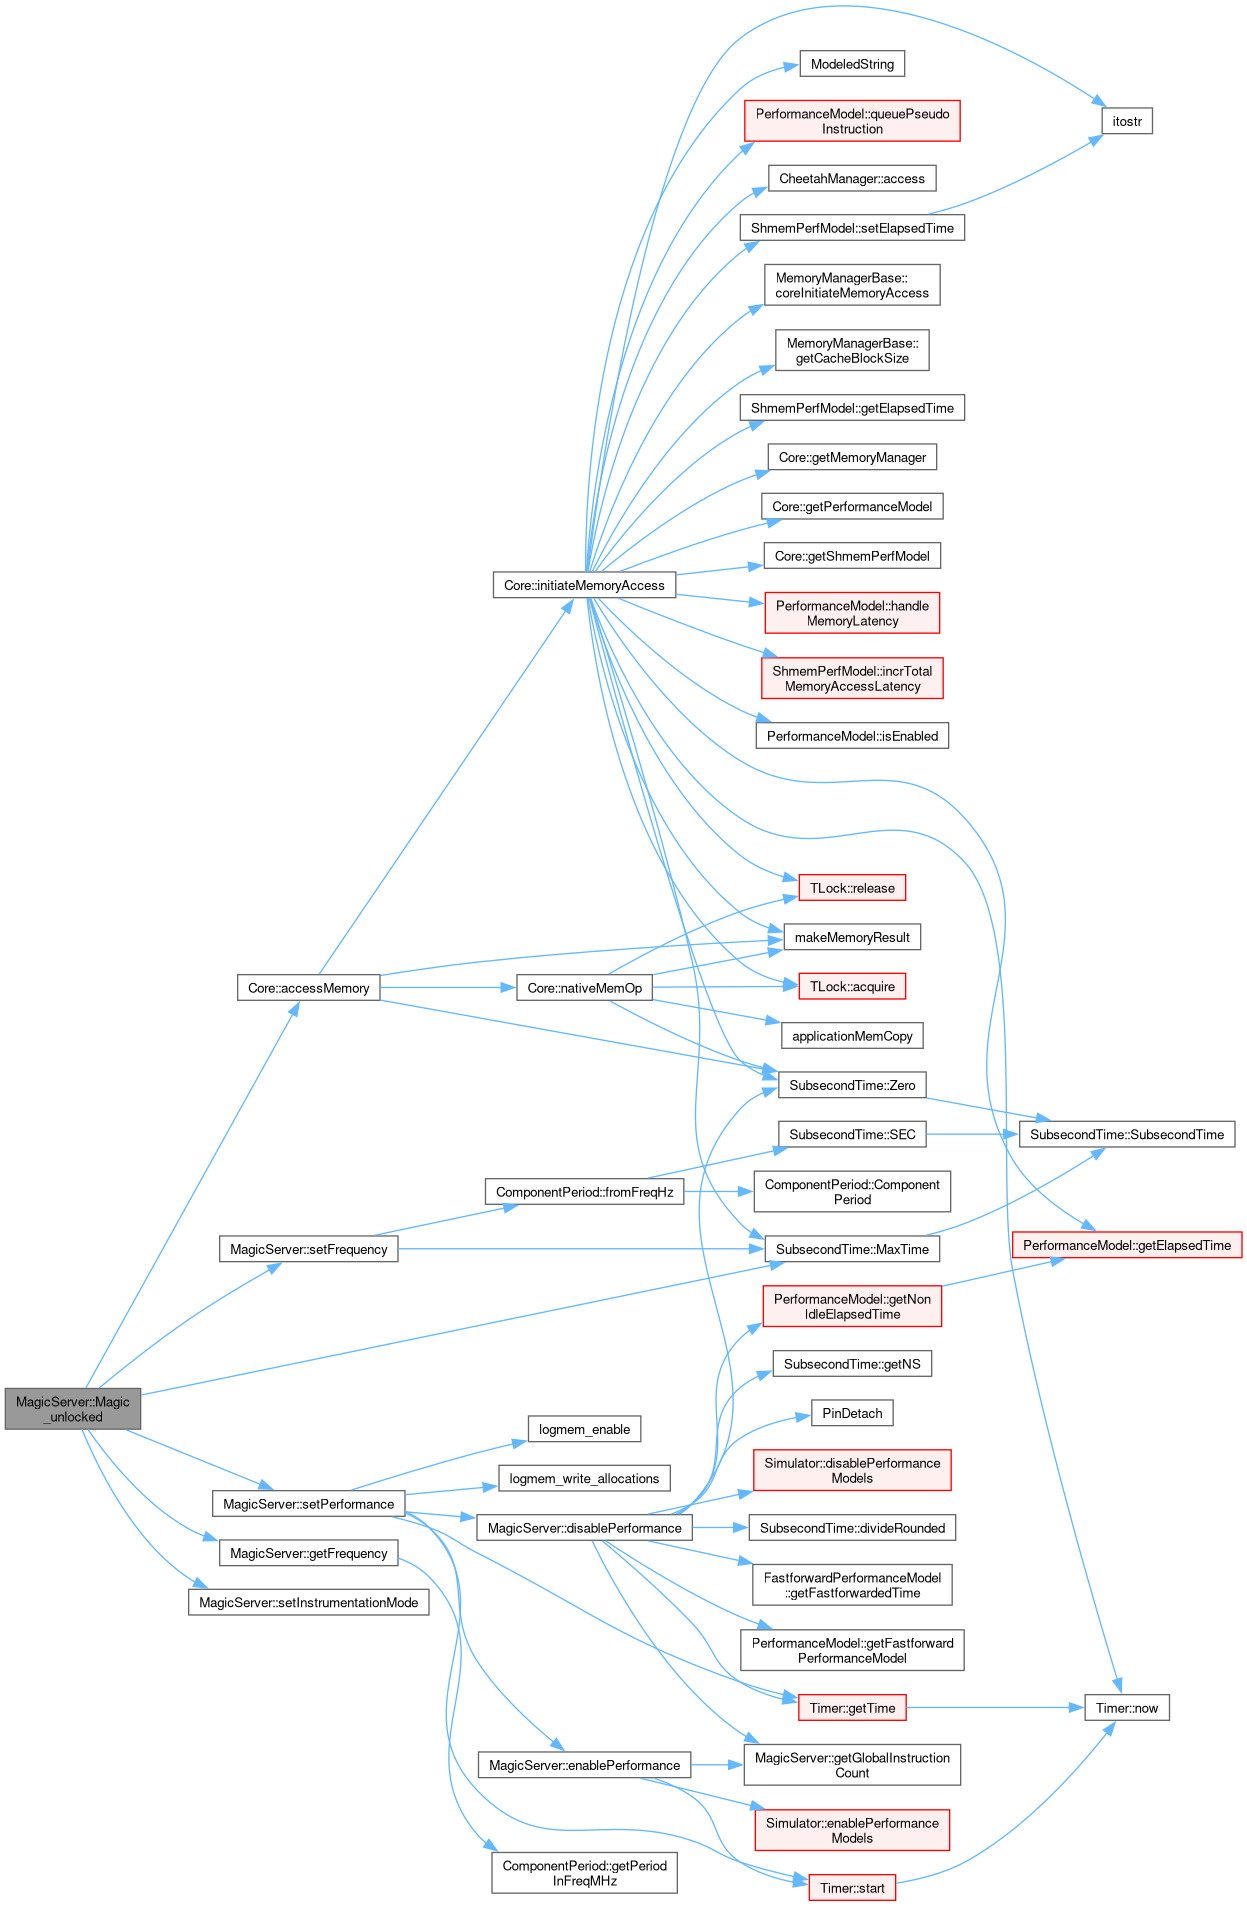 ModeledString
PerformanceModel::queuePseudo
Instruction
itostr
CheetahManager::access
ShmemPerfModel::setElapsedTime
MemoryManagerBase::
coreInitiateMemoryAccess
MemoryManagerBase::
getCacheBlockSize
ShmemPerfModel::getElapsedTime
Core::getMemoryManager
Core::getPerformanceModel
Core::getShmemPerfModel
Core::initiateMemoryAccess
PerformanceModel::handle
MemoryLatency
ShmemPerfModel::incrTotal
MemoryAccessLatency
PerformanceModel::isEnabled
TLock::release
makeMemoryResult
Core::accessMemory
Core::nativeMemOp
TLock::acquire
applicationMemCopy
SubsecondTime::Zero
SubsecondTime::SEC
SubsecondTime::SubsecondTime
ComponentPeriod::fromFreqHz
ComponentPeriod::Component
Period
MagicServer::setFrequency
SubsecondTime::MaxTime
PerformanceModel::getElapsedTime
PerformanceModel::getNon
IdleElapsedTime
SubsecondTime::getNS
MagicServer::Magic
_unlocked
PinDetach
logmem_enable
Simulator::disablePerformance
Models
logmem_write_allocations
MagicServer::setPerformance
MagicServer::disablePerformance
SubsecondTime::divideRounded
MagicServer::getFrequency
FastforwardPerformanceModel
::getFastforwardedTime
MagicServer::setInstrumentationMode
PerformanceModel::getFastforward
PerformanceModel
Timer::getTime
Timer::now
MagicServer::enablePerformance
MagicServer::getGlobalInstruction
Count
Simulator::enablePerformance
Models
ComponentPeriod::getPeriod
InFreqMHz
Timer::start